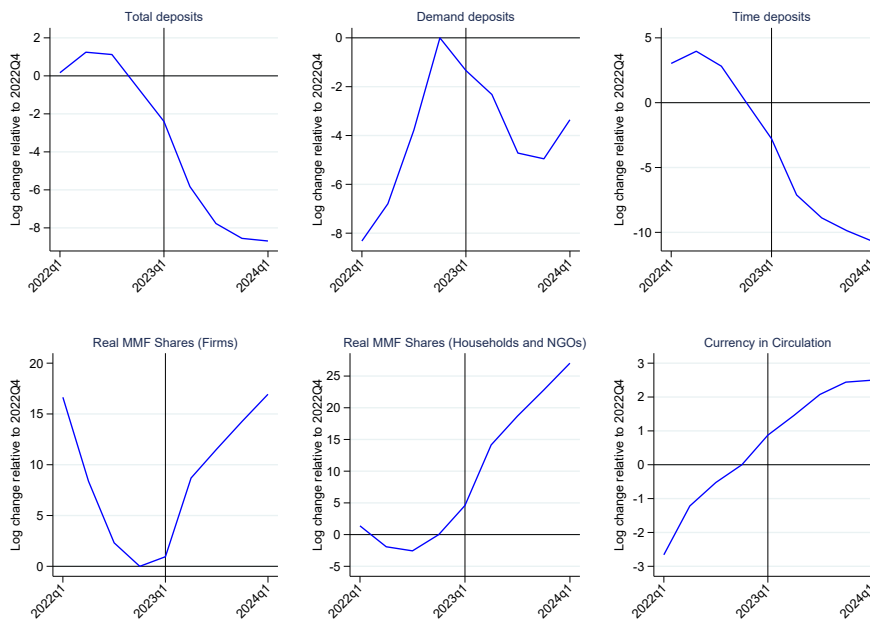 Total deposits
Log change relative to 2022Q4
2
0
-2
-4
-6
-8
2022q1
2023q1
2024q1
Demand deposits
Log change relative to 2022Q4
0
-2
-4
-6
-8
2022q1
2023q1
2024q1
Time deposits
Log change relative to 2022Q4
5
0
-5
-10
2022q1
2023q1
2024q1
Real MMF Shares (Firms)
Log change relative to 2022Q4
20
15
10
5
0
2022q1
2023q1
2024q1
Real MMF Shares (Households and NGOs)
Log change relative to 2022Q4
25
20
15
10
5
0
-5
2022q1
2023q1
2024q1
Currency in Circulation
Log change relative to 2022Q4
3
2
1
0
-1
-2
-3
2022q1
2023q1
2024q1